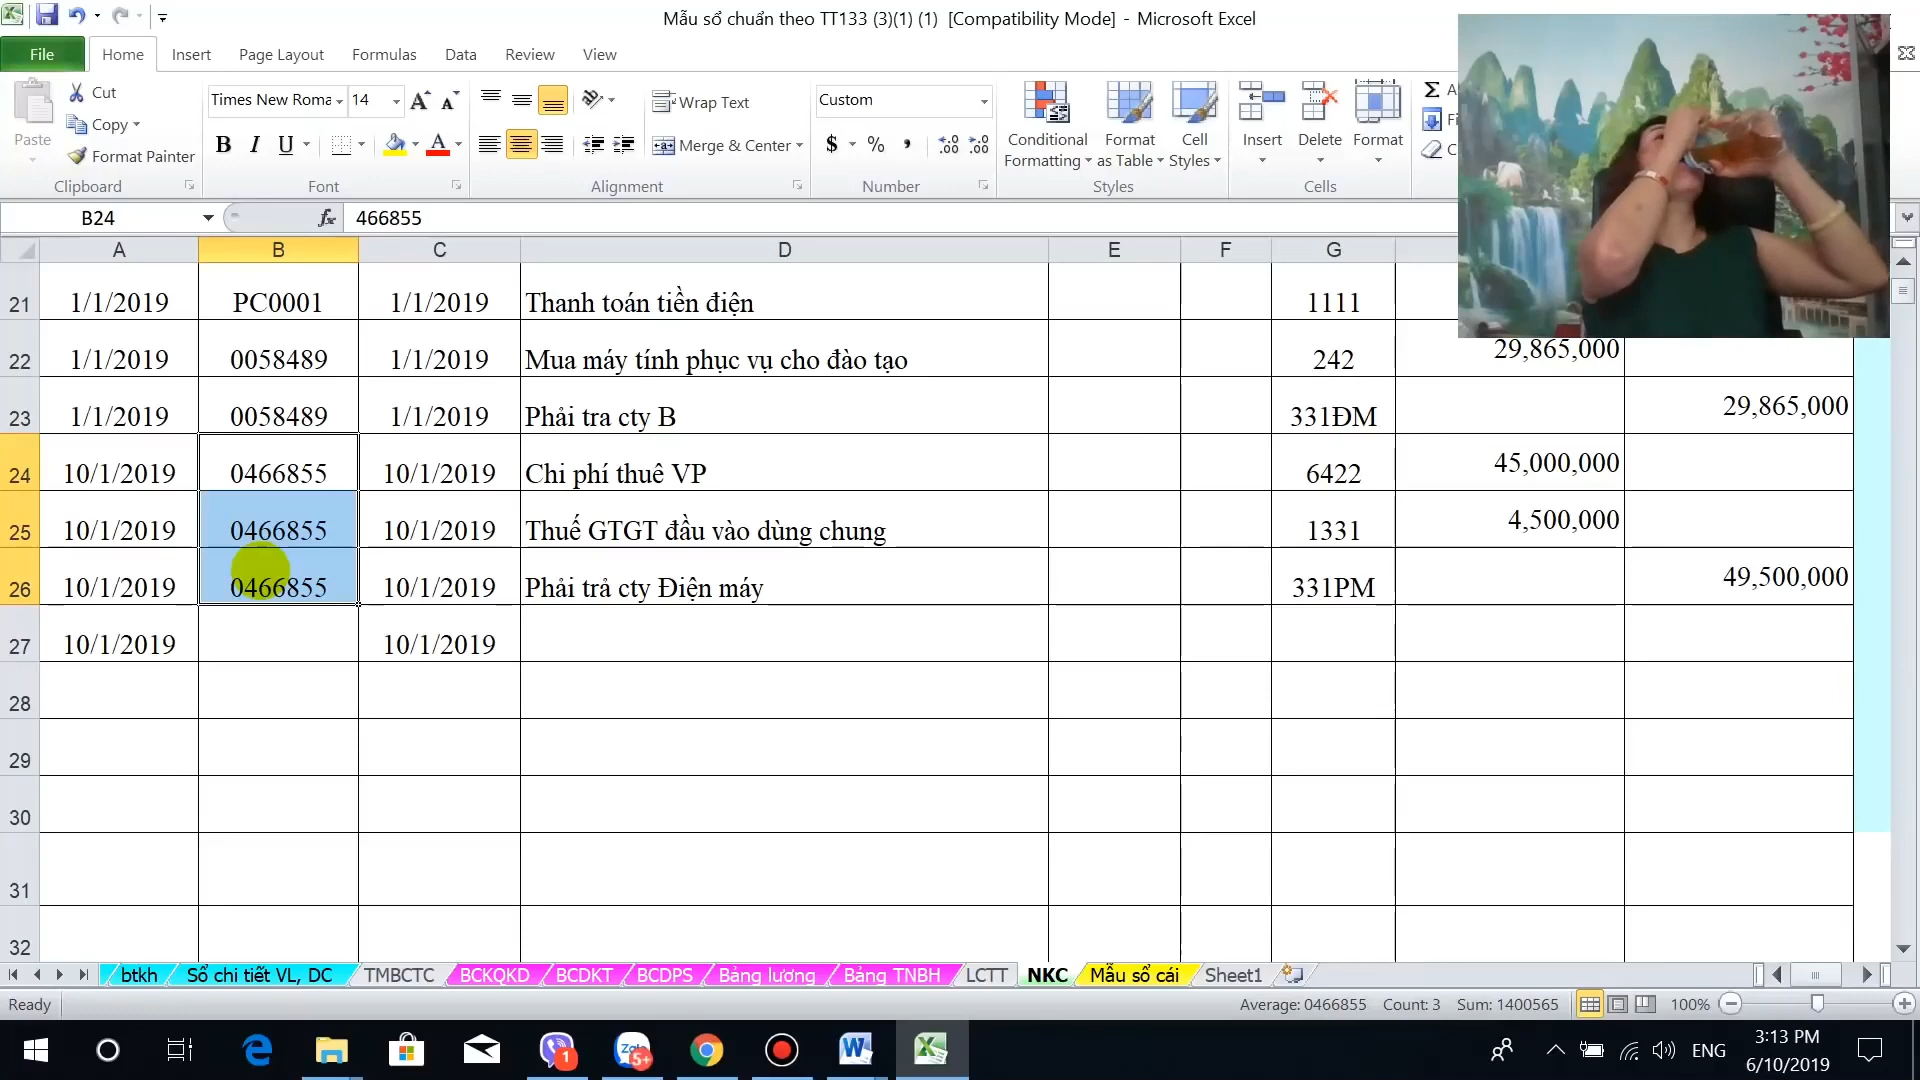 Mẫu sổ chuẩn theo TT133 (3)(1) (1) [Compatibility Mode] - Microsoft Excel
File Home Insert Page Layout Formulas Data Review View
Paste
Cut
Copy
Format Painter
Clipboard
Times New Roma 14
B I U
Font
Wrap Text
Merge & Center
Alignment
Custom
$ % ,
Number
Conditional Formatting
Format as Table
Cell Styles
Styles
Insert Delete Format
Cells
B24 fx 466855
A B C D E F G
21 1/1/2019 PC0001 1/1/2019 Thanh toán tiền điện 1111
22 1/1/2019 0058489 1/1/2019 Mua máy tính phục vụ cho đào tạo 242 29,865,000
23 1/1/2019 0058489 1/1/2019 Phải tra cty B 331ĐM 29,865,000
24 10/1/2019 0466855 10/1/2019 Chi phí thuê VP 6422 45,000,000
25 10/1/2019 0466855 10/1/2019 Thuế GTGT đầu vào dùng chung 1331 4,500,000
26 10/1/2019 0466855 10/1/2019 Phải trả cty Điện máy 331PM 49,500,000
27 10/1/2019 10/1/2019
28
29
30
31
32
btkh Sổ chi tiết VL, DC TMBCTC BCKQKD BCDKT BCDPS Bảng lương Bảng TNBH LCTT NKC Mẫu sổ cái Sheet1
Ready Average: 0466855 Count: 3 Sum: 1400565 100%
1 Zalo 5+ ENG 3:13 PM
6/10/2019